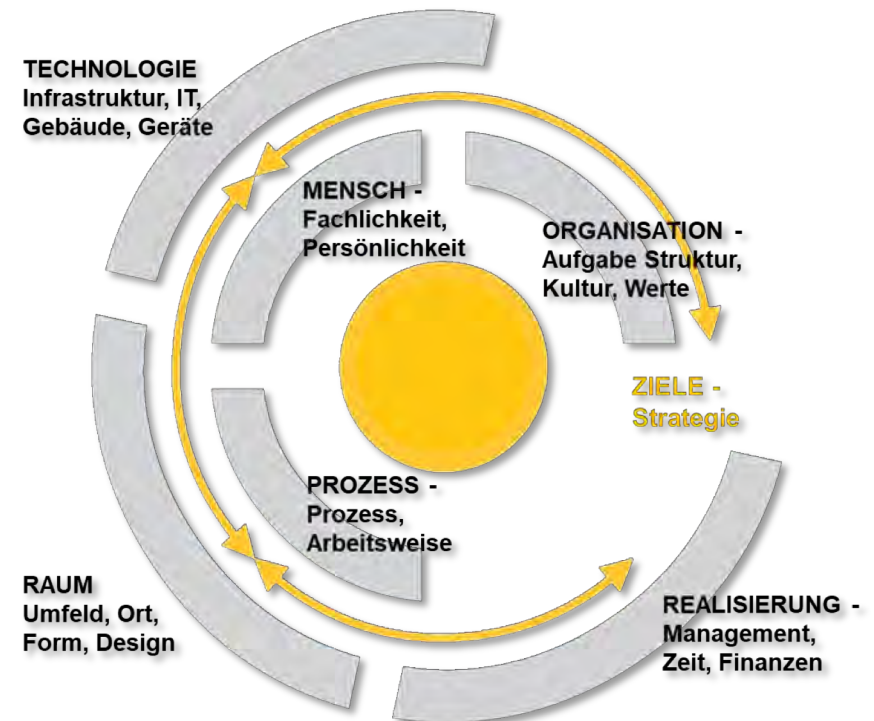 TECHNOLOGIE
Infrastruktur, IT,
Gebäude, Geräte
MENSCH -
Fachlichkeit,
Persönlichkeit
ORGANISATION -
Aufgabe Struktur,
Kultur, Werte
ZIELE -
Strategie
PROZESS -
Prozess,
Arbeitsweise
RAUM
Umfeld, Ort,
Form, Design
REALISIERUNG -
Management,
Zeit, Finanzen